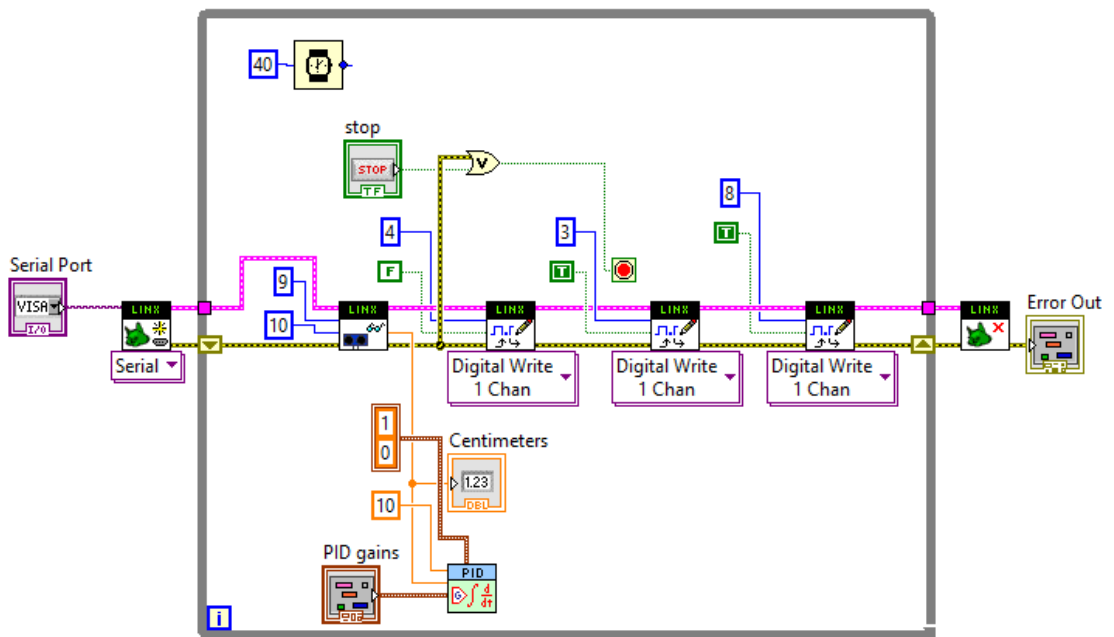 40
stop
STOP
TF
V
8
T
4
3
F
T
Serial Port
VISA
I/O
9
10
LINX
LINX
LINX
LINX
LINX
LINX
Error Out
Serial
Digital Write
1 Chan
Digital Write
1 Chan
Digital Write
1 Chan
1
0
Centimeters
1.23
DBL
10
PID gains
PID
G ∫ d/dt
i